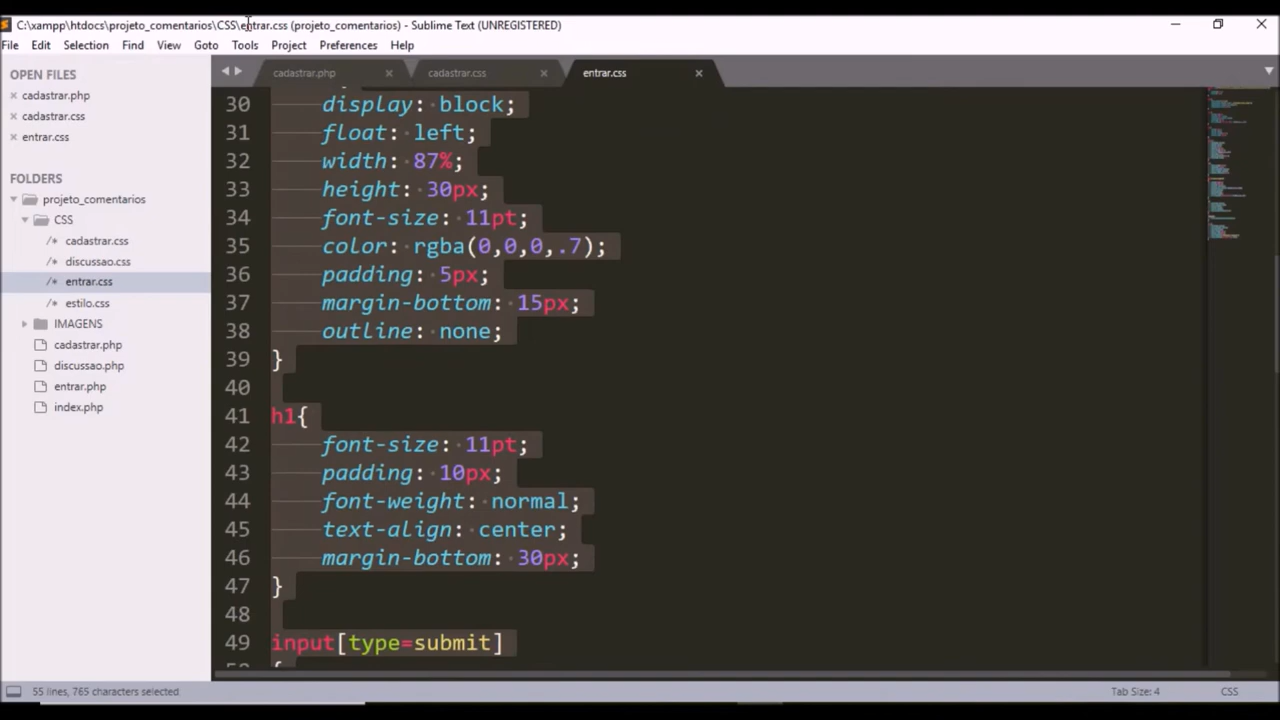 C:\xampp\htdocs\projeto_comentarios\CSS\entrar.css (projeto_comentarios) - Sublime Text (UNREGISTERED)
File Edit Selection Find View Goto Tools Project Preferences Help
OPEN FILES
cadastrar.php
cadastrar.css
entrar.css
FOLDERS
projeto_comentarios
CSS
/* cadastrar.css
/* discussao.css
/* entrar.css
/* estilo.css
IMAGENS
cadastrar.php
discussao.php
entrar.php
index.php
cadastrar.php cadastrar.css entrar.css
30 display: block;
31 float: left;
32 width: 87%;
33 height: 30px;
34 font-size: 11pt;
35 color: rgba(0,0,0,.7);
36 padding: 5px;
37 margin-bottom: 15px;
38 outline: none;
39 }
40
41 h1{
42 font-size: 11pt;
43 padding: 10px;
44 font-weight: normal;
45 text-align: center;
46 margin-bottom: 30px;
47 }
48
49 input[type=submit]
55 lines, 765 characters selected
Tab Size: 4 CSS